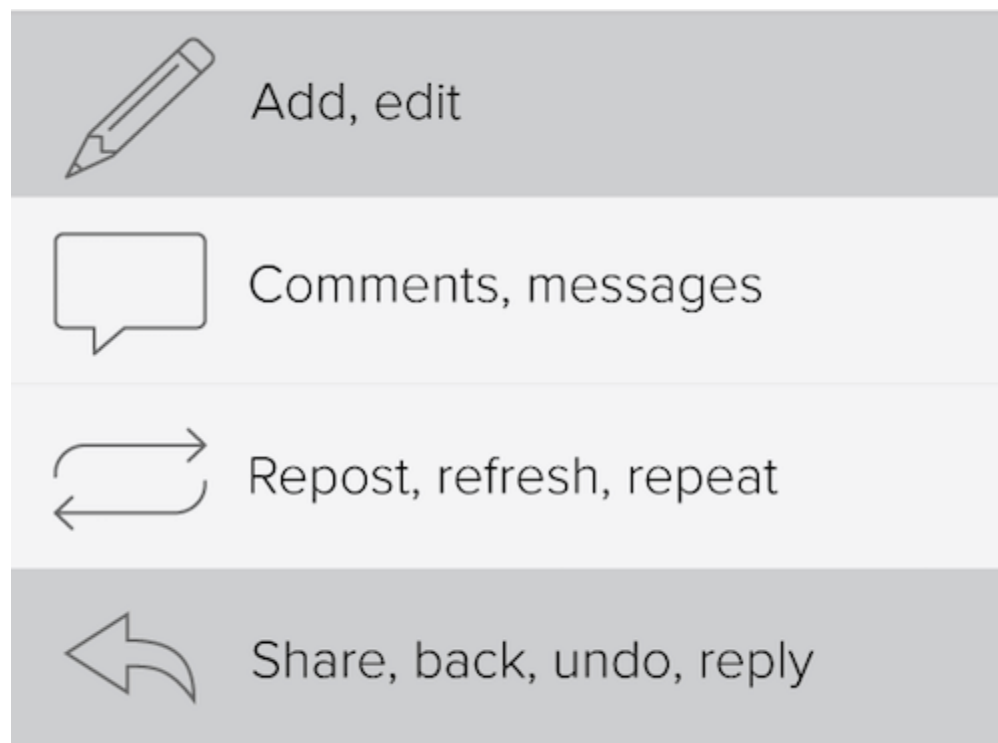 Add, edit
Comments, messages
Repost, refresh, repeat
Share, back, undo, reply